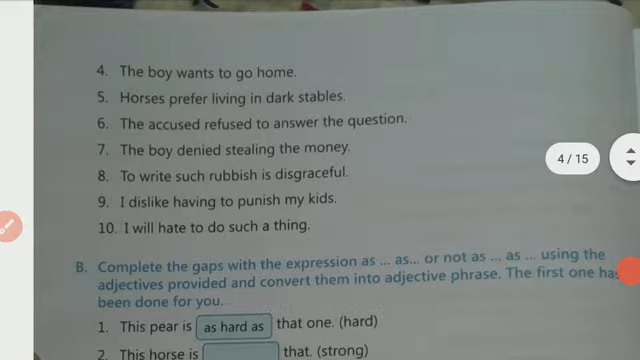 4. The boy wants to go home.
5. Horses prefer living in dark stables.
6. The accused refused to answer the question.
7. The boy denied stealing the money.
8. To write such rubbish is disgraceful.
9. I dislike having to punish my kids.
10. I will hate to do such a thing.
4 / 15
B. Complete the gaps with the expression as ... as... or not as ... as ... using the
adjectives provided and convert them into adjective phrase. The first one has
been done for you.
1. This pear is as hard as that one. (hard)
2. This horse is that. (strong)